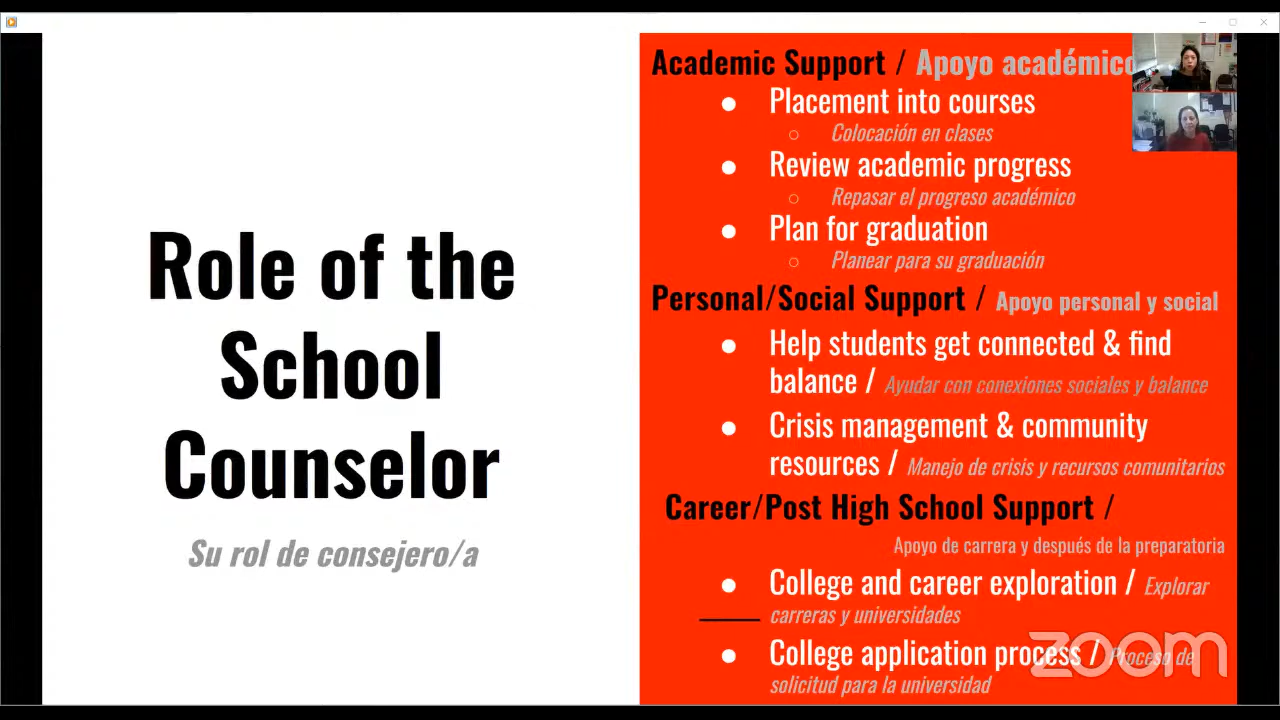 Role of the
School
Counselor
Su rol de consejero/a
Academic Support / Apoyo académico
● Placement into courses
○ Colocación en clases
● Review academic progress
○ Repasar el progreso académico
● Plan for graduation
○ Planear para su graduación
Personal/Social Support / Apoyo personal y social
● Help students get connected & find
balance / Ayudar con conexiones sociales y balance
● Crisis management & community
resources / Manejo de crisis y recursos comunitarios
Career/Post High School Support /
Apoyo de carrera y después de la preparatoria
● College and career exploration / Explorar
carreras y universidades
● College application process / Proceso de
solicitud para la universidad
zoom